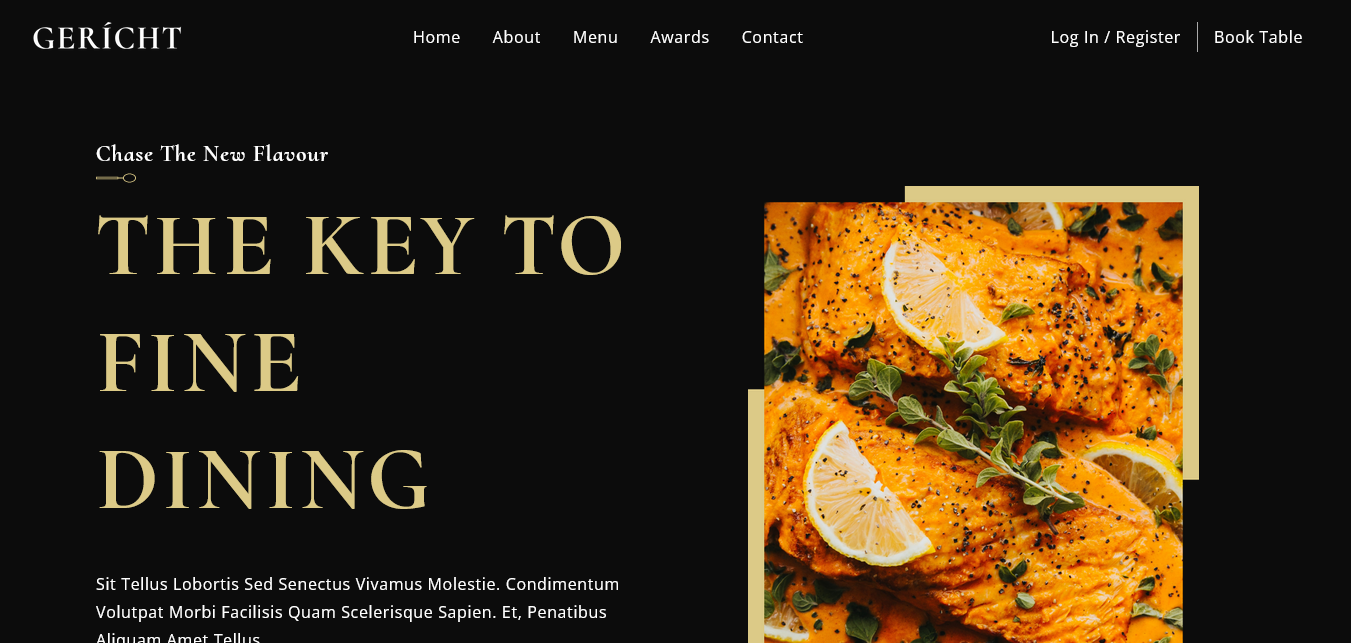 GERÍCHT
Home
About
Menu
Awards
Contact
Log In / Register
Book Table
Chase The New Flavour
THE KEY TO
FINE
DINING
Sit Tellus Lobortis Sed Senectus Vivamus Molestie. Condimentum
Volutpat Morbi Facilisis Quam Scelerisque Sapien. Et, Penatibus
Aliquam Amet Tellus